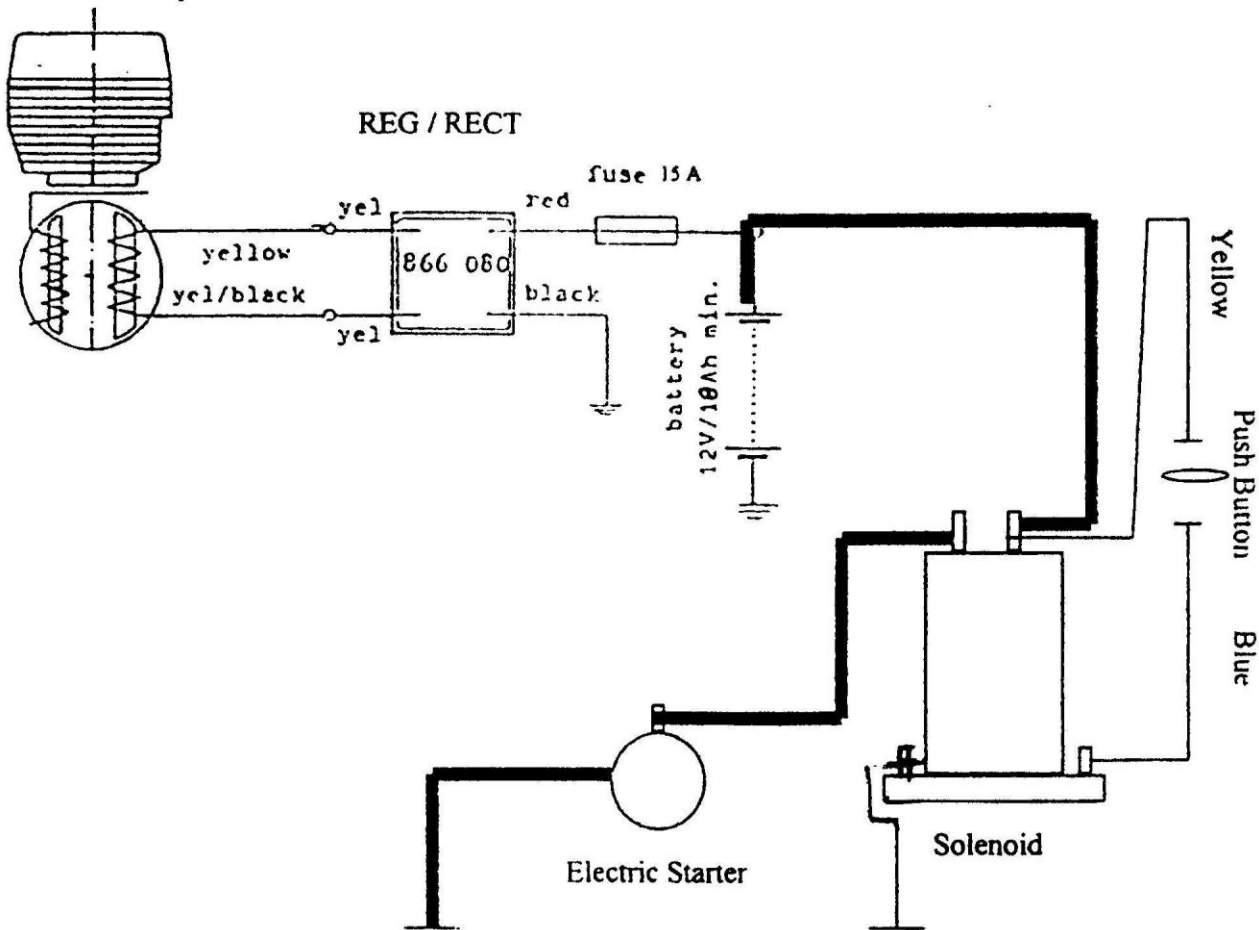 REG / RECT
fuse 15A
yel
red
yellow
866 080
yel/black
black
yel
battery
12V/18Ah min.
Yellow
Push Button
Blue
Electric Starter
Solenoid